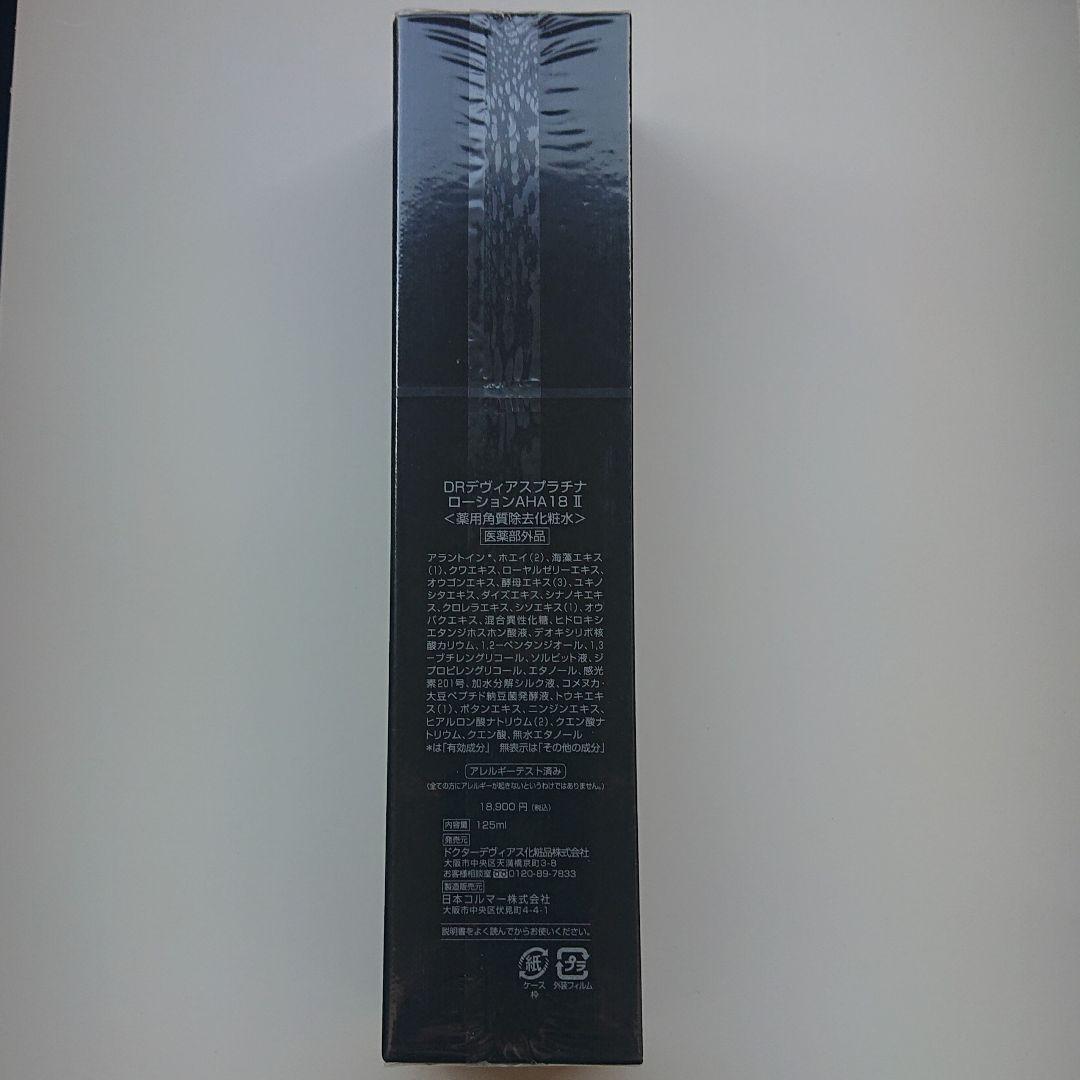 DRデヴィアスプラチナ
ローションAHA18 Ⅱ
＜薬用角質除去化粧水＞
医薬部外品
アラントイン*、ホエイ(2)、海藻エキス
(1)、クワエキス、ローヤルゼリーエキス、
オウゴンエキス、酵母エキス(3)、ユキノ
シタエキス、ダイズエキス、シナノキエキ
ス、クロレラエキス、シソエキス(1)、オウ
バクエキス、混合異性化糖、ヒドロキシ
エタンジホスホン酸液、デオキシリボ核
酸カリウム、1,2-ペンタンジオール、1,3
-ブチレングリコール、ソルビット液、ジ
プロピレングリコール、エタノール、感光
素201号、加水分解シルク液、コメヌカ・
大豆ペプチド納豆菌発酵液、トウキエキ
ス(1)、ボタンエキス、ニンジンエキス、
ヒアルロン酸ナトリウム(2)、クエン酸ナ
トリウム、クエン酸、無水エタノール
*は「有効成分」 無表示は「その他の成分」
アレルギーテスト済み
(全ての方にアレルギーが起きないというわけではありません。)
18,900 円 (税込)
内容量 125ml
発売元
ドクターデヴィアス化粧品株式会社
大阪市中央区天満橋京町3-8
お客様相談室 0120-89-7833
製造販売元
日本コルマー株式会社
大阪市中央区伏見町4-4-1
説明書をよく読んでからお使いください。
紙 プラ
ケース 外装フィルム
枠